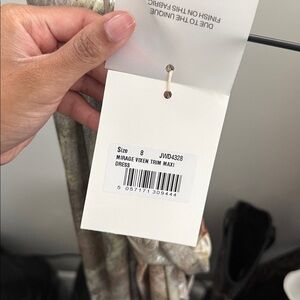 DUE TO THE UNIQUE
FINISH ON THIS FABRIC
Size 8 JWD4328
MIRAGE VIXEN TRIM MAXI
DRESS
5 057171 309444